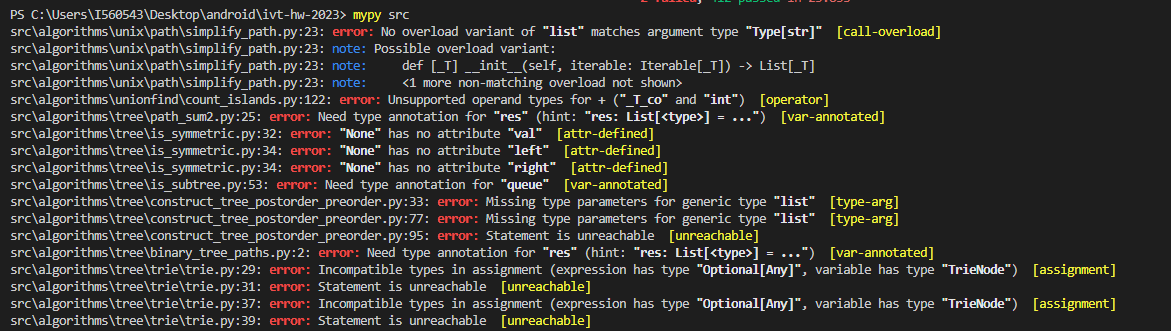 2 failed, 412 passed in 25.055
PS C:\Users\I560543\Desktop\android\ivt-hw-2023> mypy src
src\algorithms\unix\path\simplify_path.py:23: error: No overload variant of "list" matches argument type "Type[str]"  [call-overload]
src\algorithms\unix\path\simplify_path.py:23: note: Possible overload variant:
src\algorithms\unix\path\simplify_path.py:23: note:     def [_T] __init__(self, iterable: Iterable[_T]) -> List[_T]
src\algorithms\unix\path\simplify_path.py:23: note:     <1 more non-matching overload not shown>
src\algorithms\unionfind\count_islands.py:122: error: Unsupported operand types for + ("_T_co" and "int")  [operator]
src\algorithms\tree\path_sum2.py:25: error: Need type annotation for "res" (hint: "res: List[<type>] = ...")  [var-annotated]
src\algorithms\tree\is_symmetric.py:32: error: "None" has no attribute "val"  [attr-defined]
src\algorithms\tree\is_symmetric.py:34: error: "None" has no attribute "left"  [attr-defined]
src\algorithms\tree\is_symmetric.py:34: error: "None" has no attribute "right"  [attr-defined]
src\algorithms\tree\is_subtree.py:53: error: Need type annotation for "queue"  [var-annotated]
src\algorithms\tree\construct_tree_postorder_preorder.py:33: error: Missing type parameters for generic type "list"  [type-arg]
src\algorithms\tree\construct_tree_postorder_preorder.py:77: error: Missing type parameters for generic type "list"  [type-arg]
src\algorithms\tree\construct_tree_postorder_preorder.py:95: error: Statement is unreachable  [unreachable]
src\algorithms\tree\binary_tree_paths.py:2: error: Need type annotation for "res" (hint: "res: List[<type>] = ...")  [var-annotated]
src\algorithms\tree\trie\trie.py:29: error: Incompatible types in assignment (expression has type "Optional[Any]", variable has type "TrieNode")  [assignment]
src\algorithms\tree\trie\trie.py:31: error: Statement is unreachable  [unreachable]
src\algorithms\tree\trie\trie.py:37: error: Incompatible types in assignment (expression has type "Optional[Any]", variable has type "TrieNode")  [assignment]
src\algorithms\tree\trie\trie.py:39: error: Statement is unreachable  [unreachable]